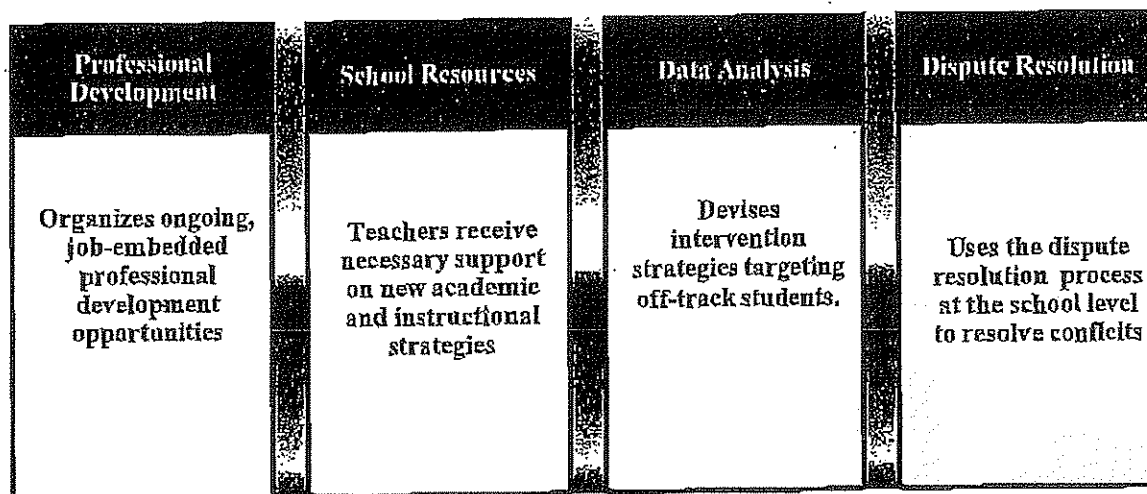 Professional
Development
Organizes ongoing,
job-embedded
professional
development
opportunities
School Resources
Teachers receive
necessary support
on new academic
and instructional
strategies
Data Analysis
Devises
intervention
strategies targeting
off-track students.
Dispute Resolution
Uses the dispute
resolution process
at the school level
to resolve conflcits